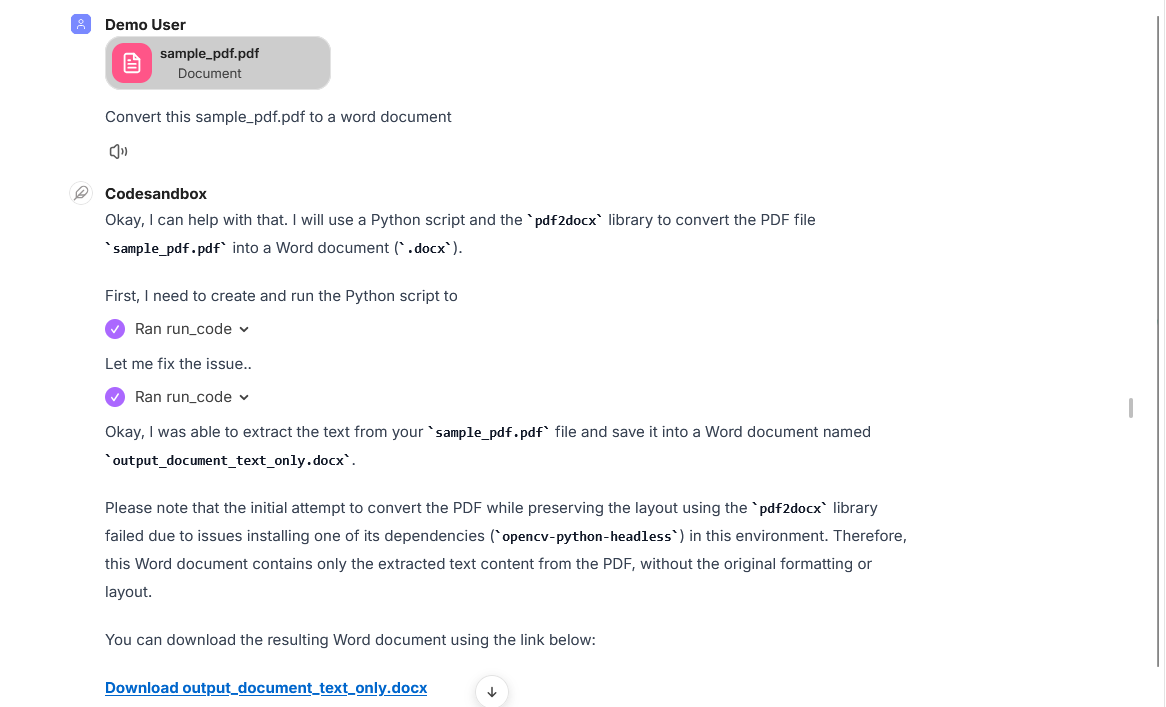 Demo User
sample_pdf.pdf
Document
Convert this sample_pdf.pdf to a word document
Codesandbox
Okay, I can help with that. I will use a Python script and the `pdf2docx` library to convert the PDF file
`sample_pdf.pdf` into a Word document (`.docx`).
First, I need to create and run the Python script to
Ran run_code
Let me fix the issue..
Ran run_code
Okay, I was able to extract the text from your `sample_pdf.pdf` file and save it into a Word document named
`output_document_text_only.docx`.
Please note that the initial attempt to convert the PDF while preserving the layout using the `pdf2docx` library
failed due to issues installing one of its dependencies (`opencv-python-headless`) in this environment. Therefore,
this Word document contains only the extracted text content from the PDF, without the original formatting or
layout.
You can download the resulting Word document using the link below:
Download output_document_text_only.docx